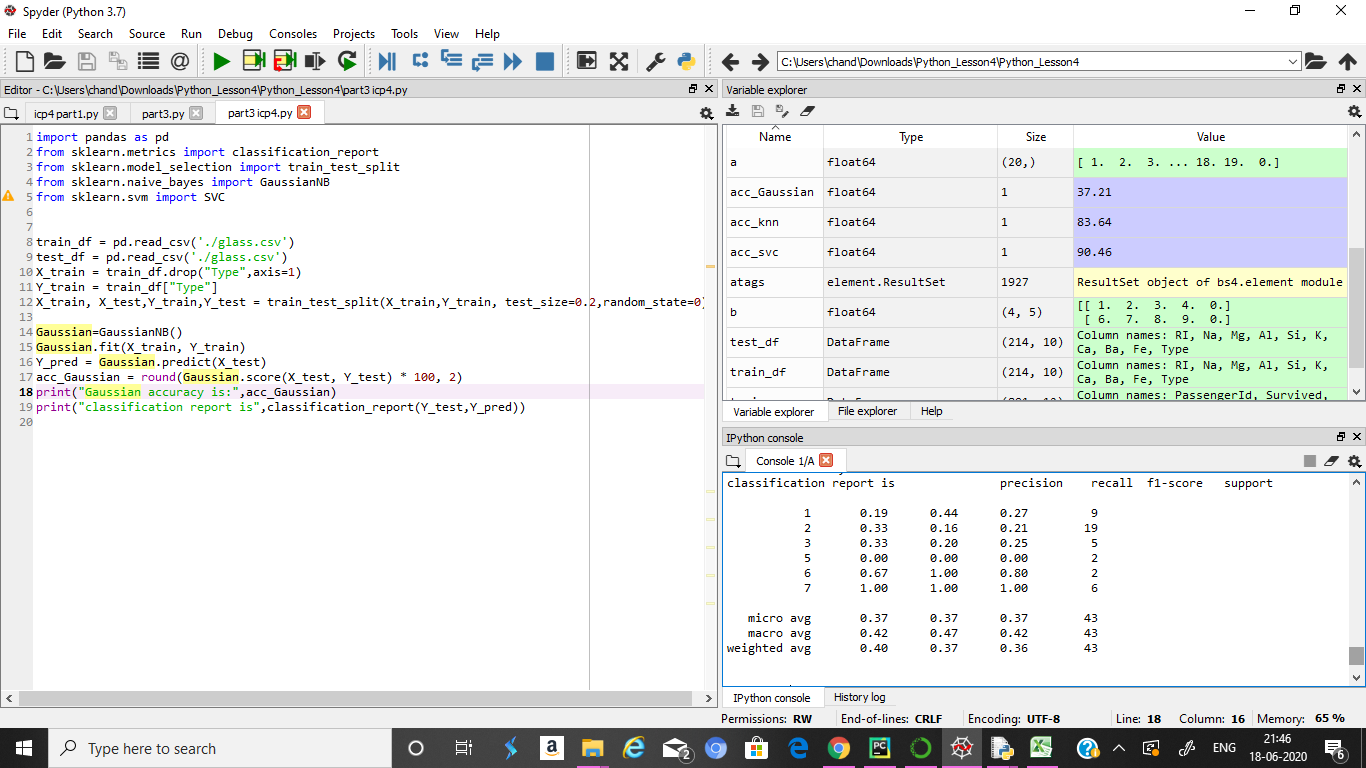 Spyder (Python 3.7)
File Edit Search Source Run Debug Consoles Projects Tools View Help
C:\Users\chand\Downloads\Python_Lesson4\Python_Lesson4
Editor - C:\Users\chand\Downloads\Python_Lesson4\Python_Lesson4\part3 icp4.py
icp4 part1.py part3.py part3 icp4.py
1 import pandas as pd
2 from sklearn.metrics import classification_report
3 from sklearn.model_selection import train_test_split
4 from sklearn.naive_bayes import GaussianNB
5 from sklearn.svm import SVC
6
7
8 train_df = pd.read_csv('./glass.csv')
9 test_df = pd.read_csv('./glass.csv')
10 X_train = train_df.drop("Type",axis=1)
11 Y_train = train_df["Type"]
12 X_train, X_test,Y_train,Y_test = train_test_split(X_train,Y_train, test_size=0.2,random_state=0)
13
14 Gaussian=GaussianNB()
15 Gaussian.fit(X_train, Y_train)
16 Y_pred = Gaussian.predict(X_test)
17 acc_Gaussian = round(Gaussian.score(X_test, Y_test) * 100, 2)
18 print("Gaussian accuracy is:",acc_Gaussian)
19 print("classification report is",classification_report(Y_test,Y_pred))
20
Variable explorer
Name Type Size Value
a float64 (20,) [ 1. 2. 3. ... 18. 19. 0.]
acc_Gaussian float64 1 37.21
acc_knn float64 1 83.64
acc_svc float64 1 90.46
atags element.ResultSet 1927 ResultSet object of bs4.element module
b float64 (4, 5) [[ 1. 2. 3. 4. 0.]
[ 6. 7. 8. 9. 0.]
test_df DataFrame (214, 10) Column names: RI, Na, Mg, Al, Si, K,
Ca, Ba, Fe, Type
train_df DataFrame (214, 10) Column names: RI, Na, Mg, Al, Si, K,
Ca, Ba, Fe, Type
Column names: PassengerId, Survived,
Variable explorer File explorer Help
IPython console
Console 1/A
classification report is precision recall f1-score support
1 0.19 0.44 0.27 9
2 0.33 0.16 0.21 19
3 0.33 0.20 0.25 5
5 0.00 0.00 0.00 2
6 0.67 1.00 0.80 2
7 1.00 1.00 1.00 6
micro avg 0.37 0.37 0.37 43
macro avg 0.42 0.47 0.42 43
weighted avg 0.40 0.37 0.36 43
IPython console History log
Permissions: RW End-of-lines: CRLF Encoding: UTF-8 Line: 18 Column: 16 Memory: 65 %
Type here to search
a
2
PC
ENG
21:46
18-06-2020
6